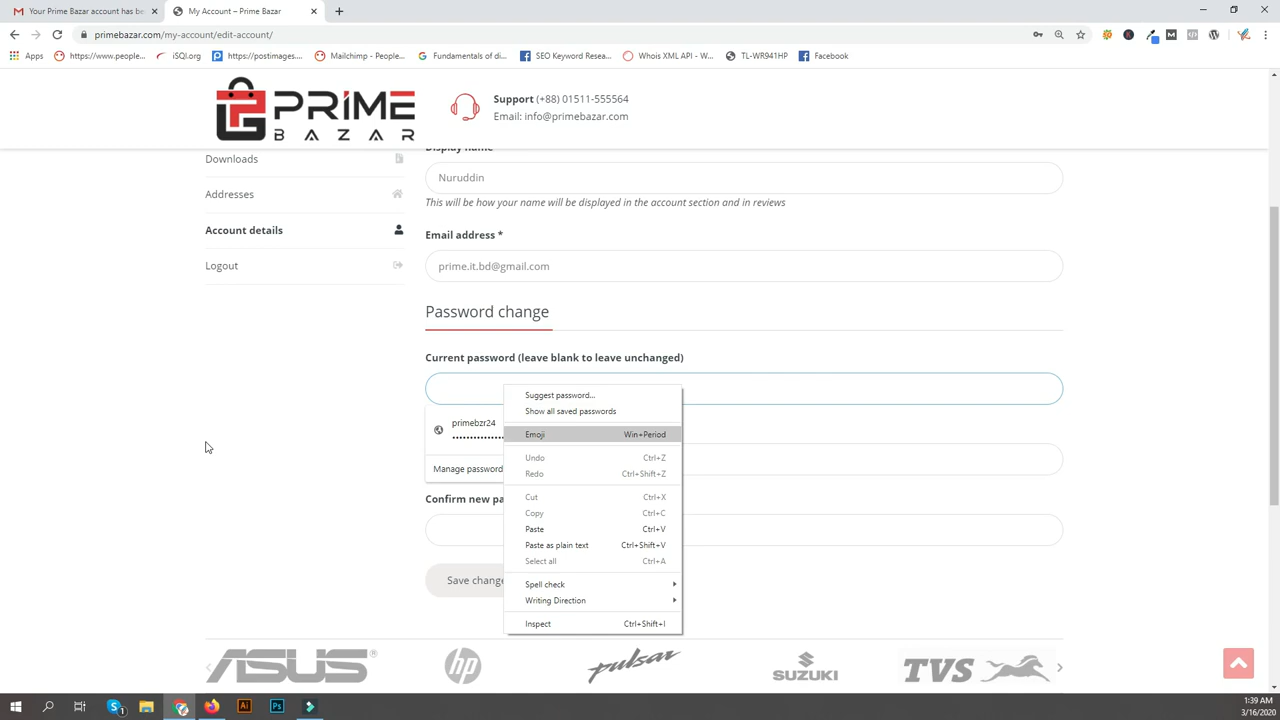 Your Prime Bazar account has be
My Account – Prime Bazar
primebazar.com/my-account/edit-account/
Apps
https://www.people...
iSQI.org
https://postimages....
Mailchimp - People...
Fundamentals of di...
SEO Keyword Resea...
Whois XML API - W...
TL-WR941HP
Facebook
PRIME
BAZAR
Support (+88) 01511-555564
Email: info@primebazar.com
Downloads
Addresses
Account details
Logout
Display name
Nuruddin
This will be how your name will be displayed in the account section and in reviews
Email address *
prime.it.bd@gmail.com
Password change
Current password (leave blank to leave unchanged)
primebzr24
Manage password
Confirm new pa
Save change
Suggest password...
Show all saved passwords
Emoji Win+Period
Undo Ctrl+Z
Redo Ctrl+Shift+Z
Cut Ctrl+X
Copy Ctrl+C
Paste Ctrl+V
Paste as plain text Ctrl+Shift+V
Select all Ctrl+A
Spell check
Writing Direction
Inspect Ctrl+Shift+I
ASUS
hp
pulsar
SUZUKI
TVS
1:39 AM
3/16/2020